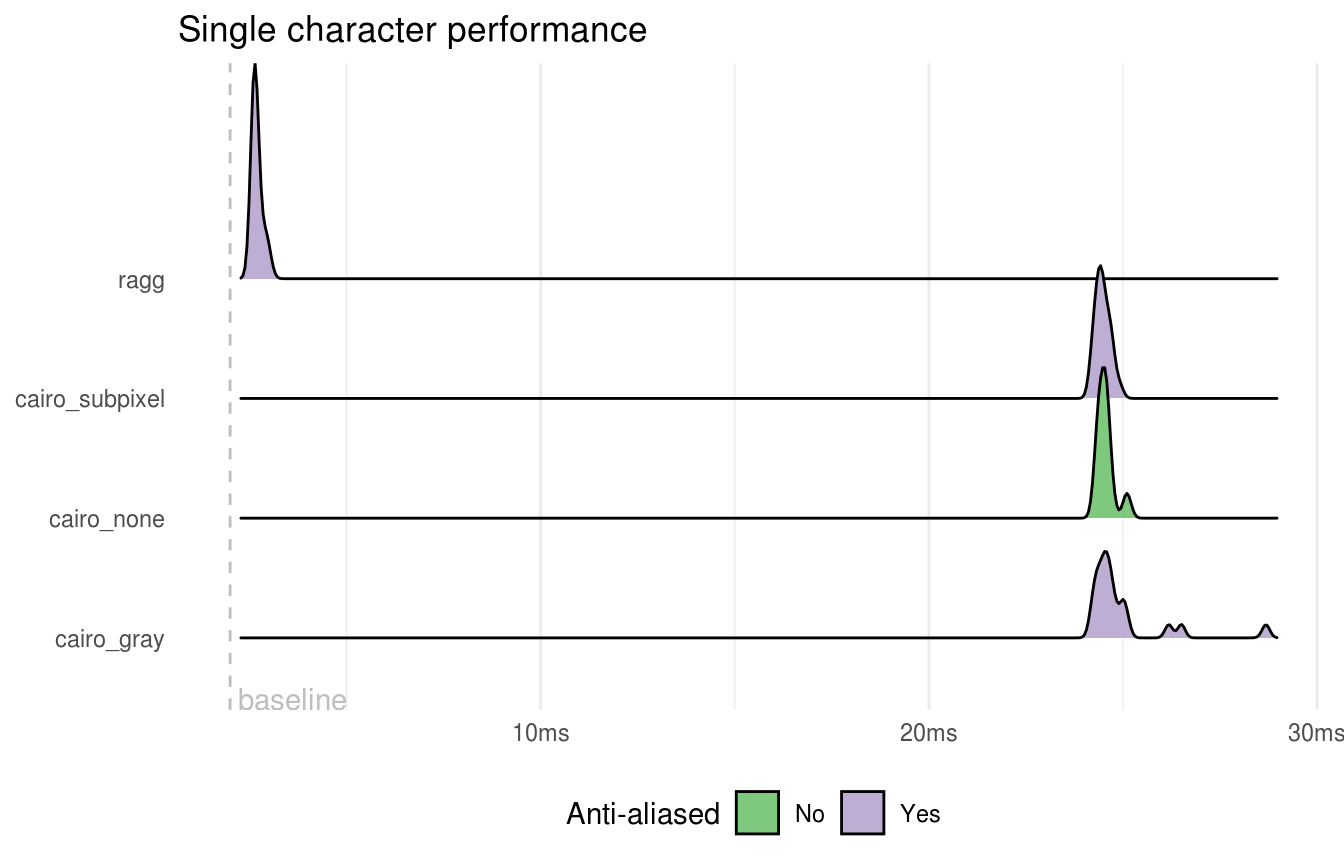 Single character performance
ragg
cairo_subpixel
cairo_none
cairo_gray
baseline
10ms 20ms 30ms
Anti-aliased No Yes